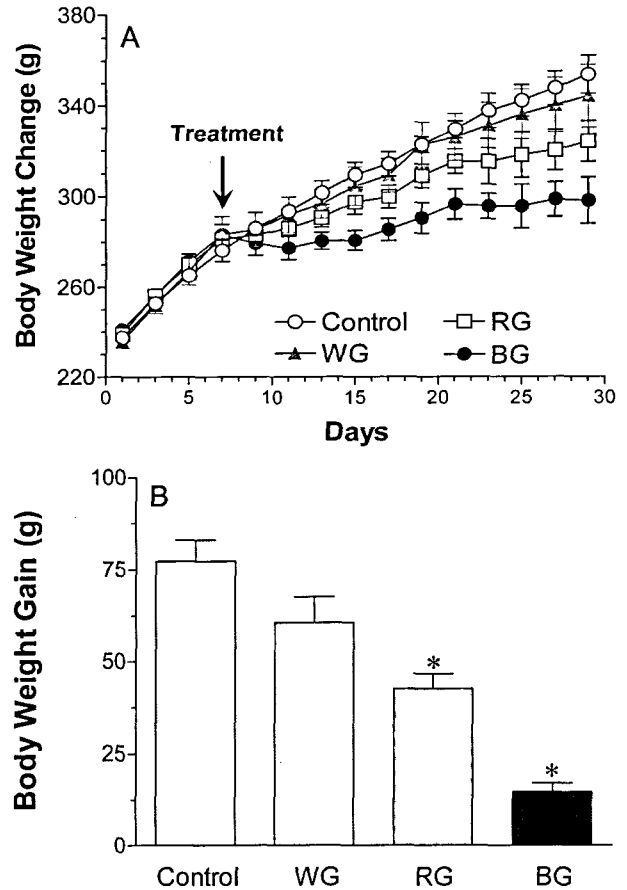 A
Body Weight Change (g)
380
340
300
260
220
Treatment
Control
RG
WG
BG
0 5 10 15 20 25 30
Days
B
Body Weight Gain (g)
100
75
50
25
0
*
*
Control WG RG BG